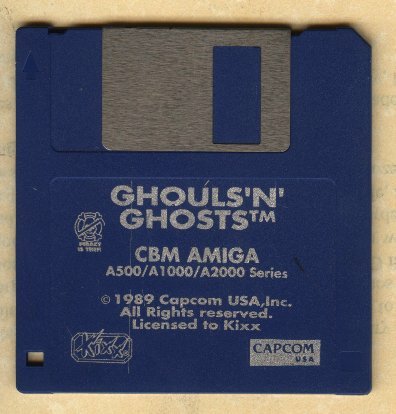 GHOULS'N'
GHOSTS™
CBM AMIGA
A500/A1000/A2000 Series
© 1989 Capcom USA, Inc.
All Rights reserved.
Licensed to Kixx
Kixx
CAPCOM
USA